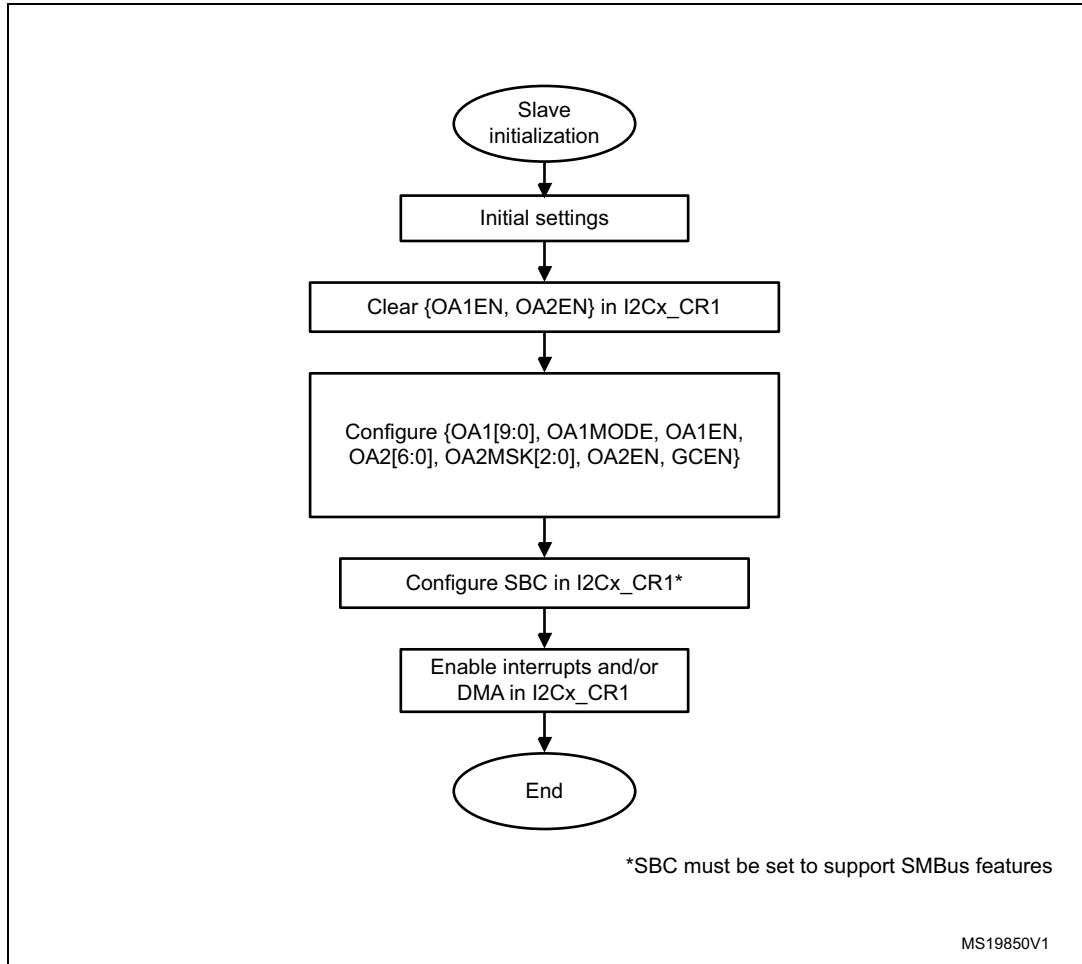 Slave
initialization
Initial settings
Clear {OA1EN, OA2EN} in I2Cx_CR1
Configure {OA1[9:0], OA1MODE, OA1EN,
OA2[6:0], OA2MSK[2:0], OA2EN, GCEN}
Configure SBC in I2Cx_CR1*
Enable interrupts and/or
DMA in I2Cx_CR1
End
*SBC must be set to support SMBus features
MS19850V1